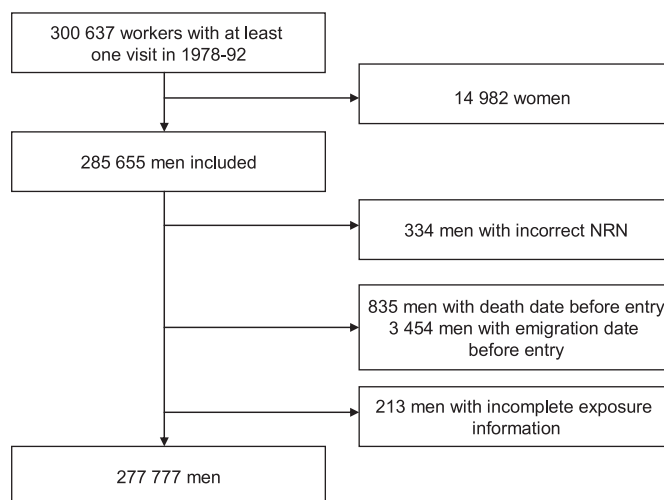 300 637 workers with at least
one visit in 1978-92
14 982 women
285 655 men included
334 men with incorrect NRN
835 men with death date before entry
3 454 men with emigration date
before entry
213 men with incomplete exposure
information
277 777 men